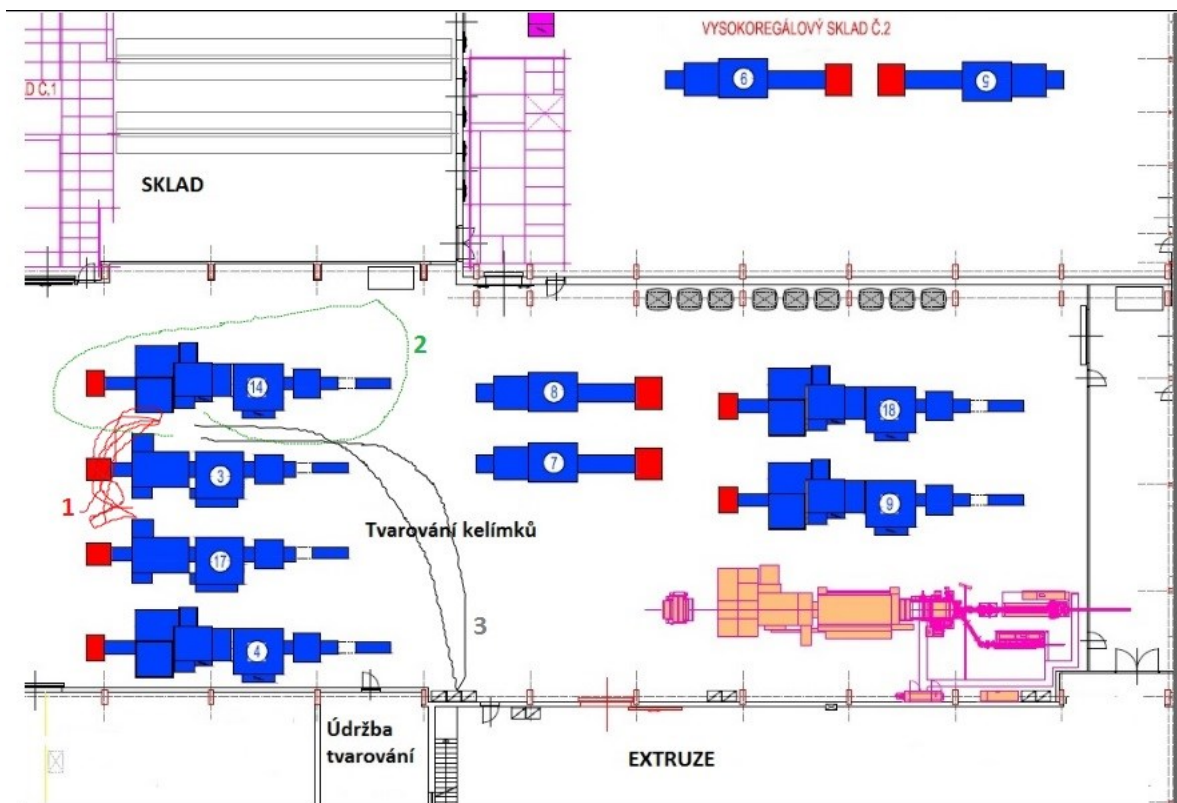 VYSOKOREGÁLOVÝ SKLAD Č.2
6
5
D Č.1
SKLAD
2
14
8
18
3
7
1
9
Tvarování kelímků
17
3
4
Údržba
tvarování
EXTRUZE